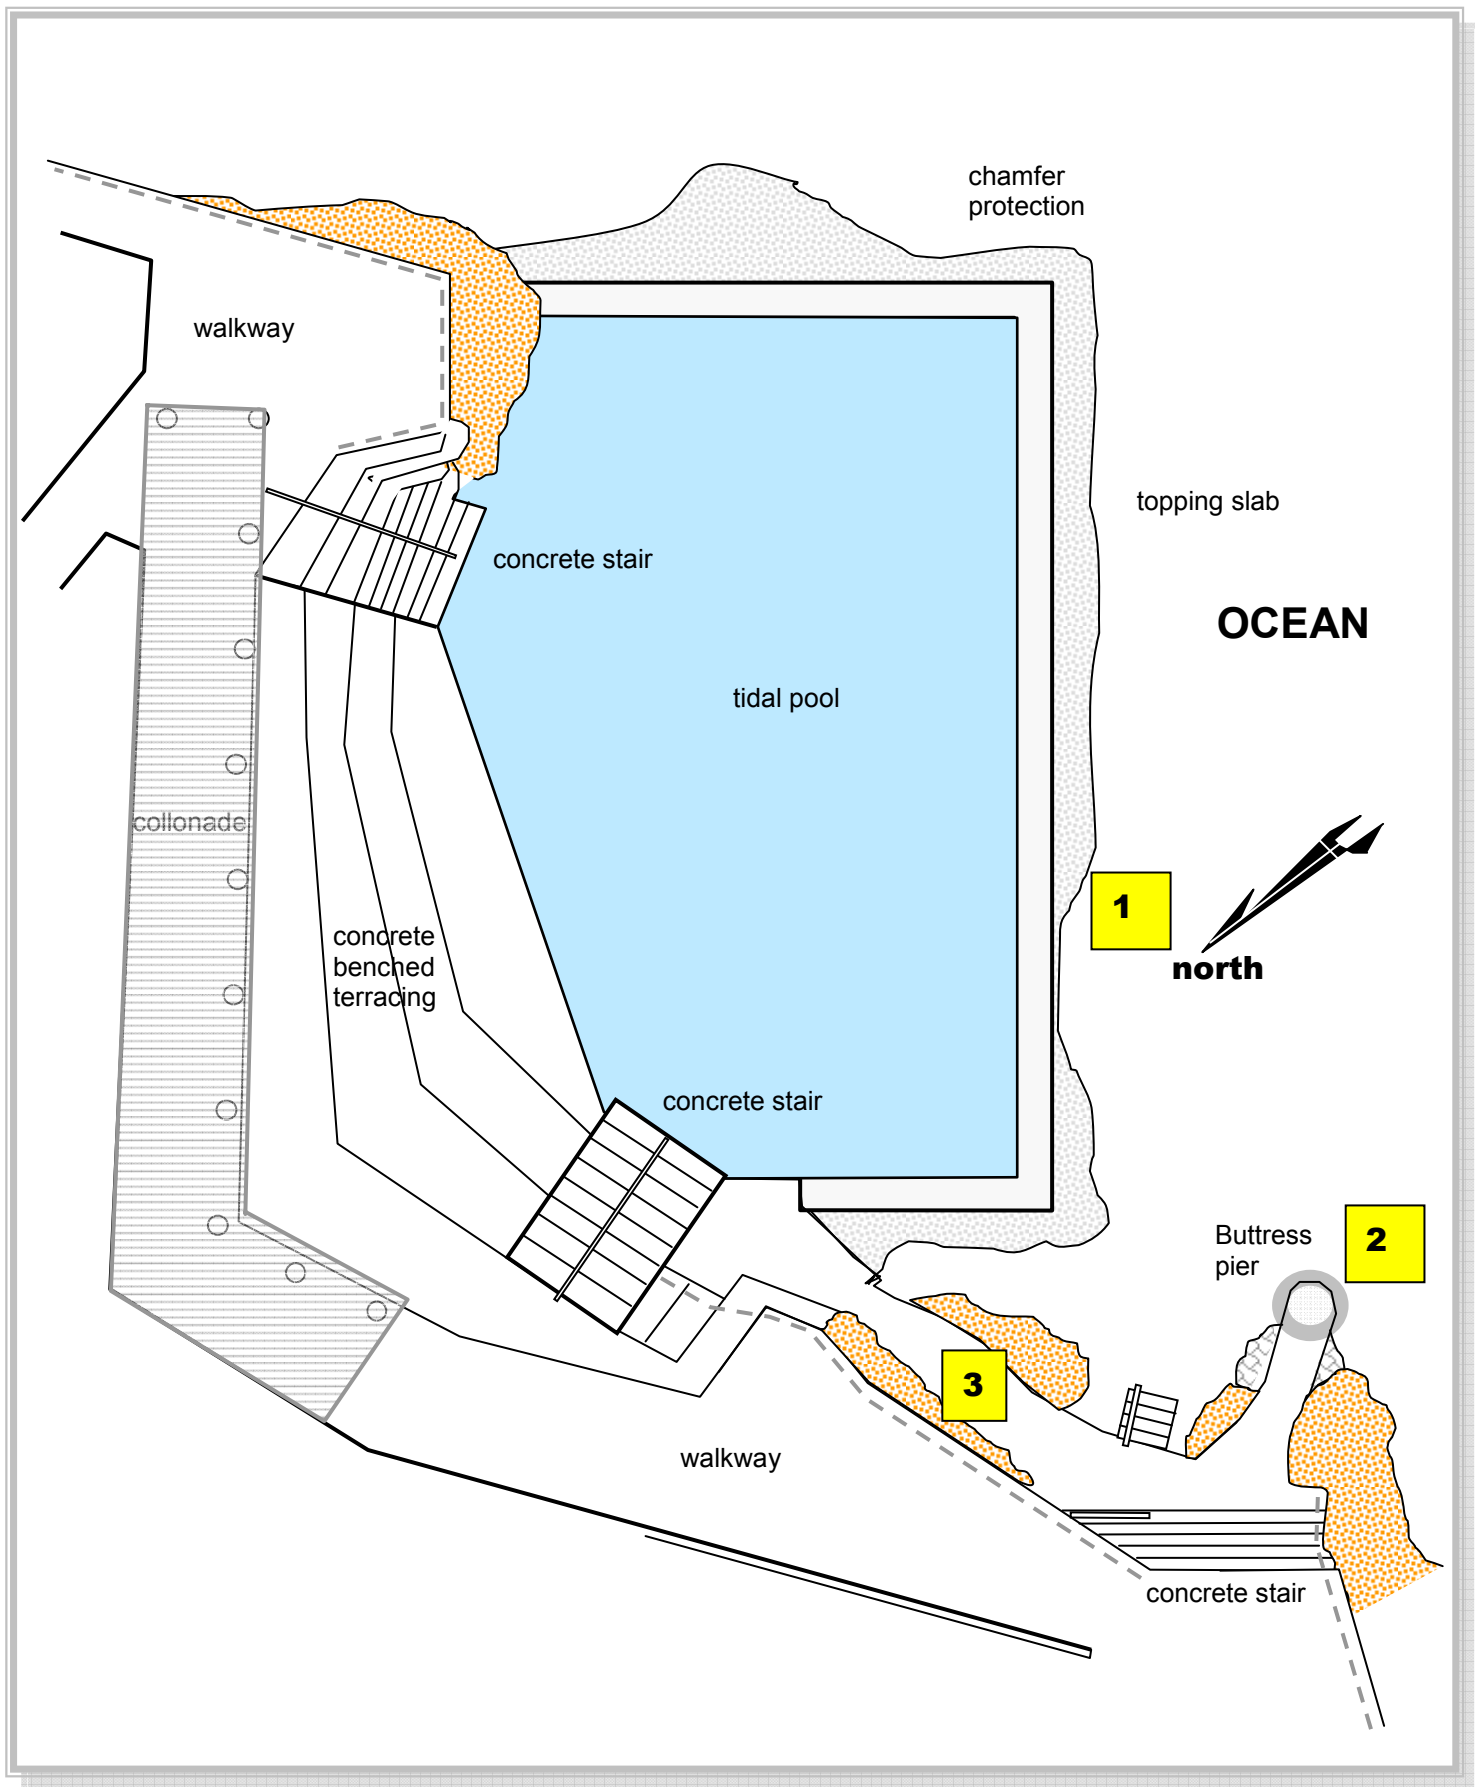 chamfer
protection
walkway
topping slab
concrete stair
OCEAN
tidal pool
collonade
1
concrete
benched
terracing
north
concrete stair
Buttress
pier
2
3
walkway
concrete stair